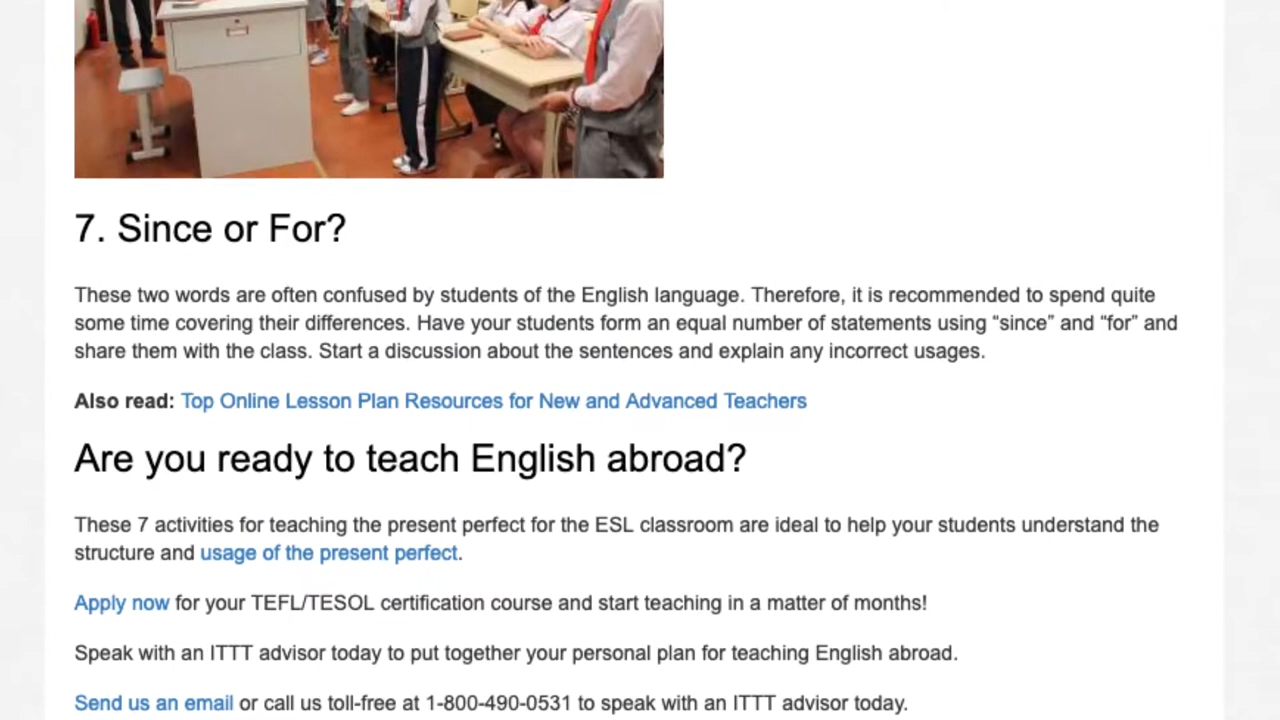 7. Since or For?
These two words are often confused by students of the English language. Therefore, it is recommended to spend quite
some time covering their differences. Have your students form an equal number of statements using “since” and “for” and
share them with the class. Start a discussion about the sentences and explain any incorrect usages.
Also read: Top Online Lesson Plan Resources for New and Advanced Teachers
Are you ready to teach English abroad?
These 7 activities for teaching the present perfect for the ESL classroom are ideal to help your students understand the
structure and usage of the present perfect.
Apply now for your TEFL/TESOL certification course and start teaching in a matter of months!
Speak with an ITTT advisor today to put together your personal plan for teaching English abroad.
Send us an email or call us toll-free at 1-800-490-0531 to speak with an ITTT advisor today.